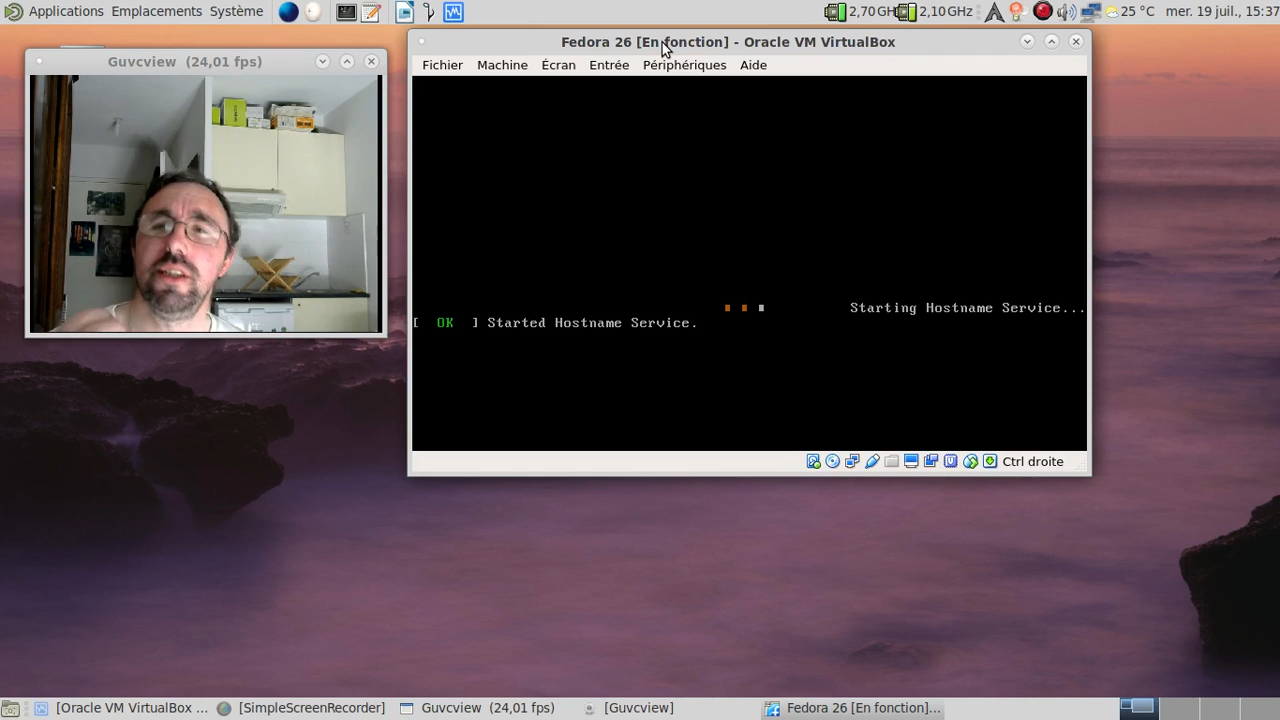 Applications Emplacements Système 2,70 GH 2,10 GHz 25 °C mer. 19 juil., 15:37
Guvcview (24,01 fps)
Fedora 26 [En fonction] - Oracle VM VirtualBox
Fichier Machine Écran Entrée Périphériques Aide
Starting Hostname Service...
[ OK ] Started Hostname Service.
Ctrl droite
[Oracle VM VirtualBox ... [SimpleScreenRecorder] Guvcview (24,01 fps) [Guvcview] Fedora 26 [En fonction]...